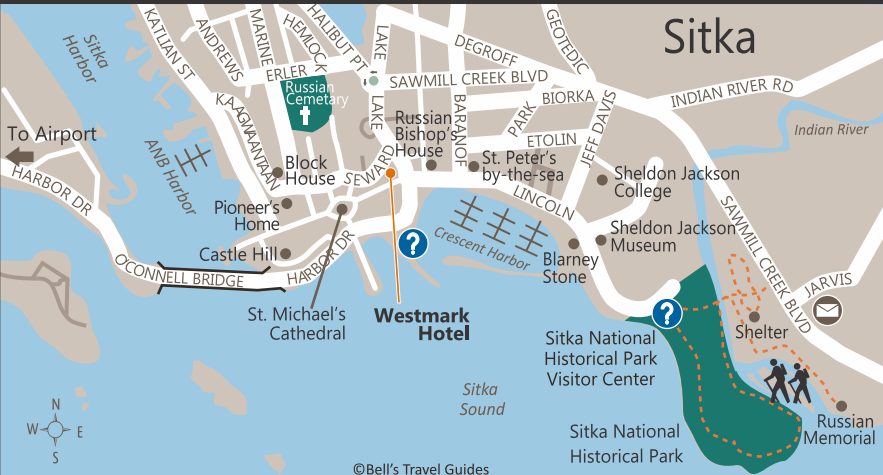 Sitka
Sitka
Harbor
KATLIAN ST
ANDREWS
MARINE
HEMLOCK
HALIBUT PT
LAKE
DEGROFF
GEOTEDIC
ERLER
SAWMILL CREEK BLVD
INDIAN RIVER RD
Russian
Cemetary
KAAGWAANTAAN
LAKE
BARANOF
PARK
BIORKA
JEFF DAVIS
Indian River
To Airport
ANB Harbor
Russian
Bishop's
House
ETOLIN
Block
House
SEWARD
St. Peter's
by-the-sea
Sheldon Jackson
College
HARBOR DR
LINCOLN
SAWMILL CREEK BLVD
Pioneer's
Home
Sheldon Jackson
Museum
Crescent Harbor
?
Castle Hill
HARBOR DR
O'CONNELL BRIDGE
Blarney
Stone
JARVIS
St. Michael's
Cathedral
Westmark
Hotel
?
Shelter
Sitka National
Historical Park
Visitor Center
Sitka
Sound
Russian
Memorial
Sitka National
Historical Park
N
W E
S
©Bell's Travel Guides